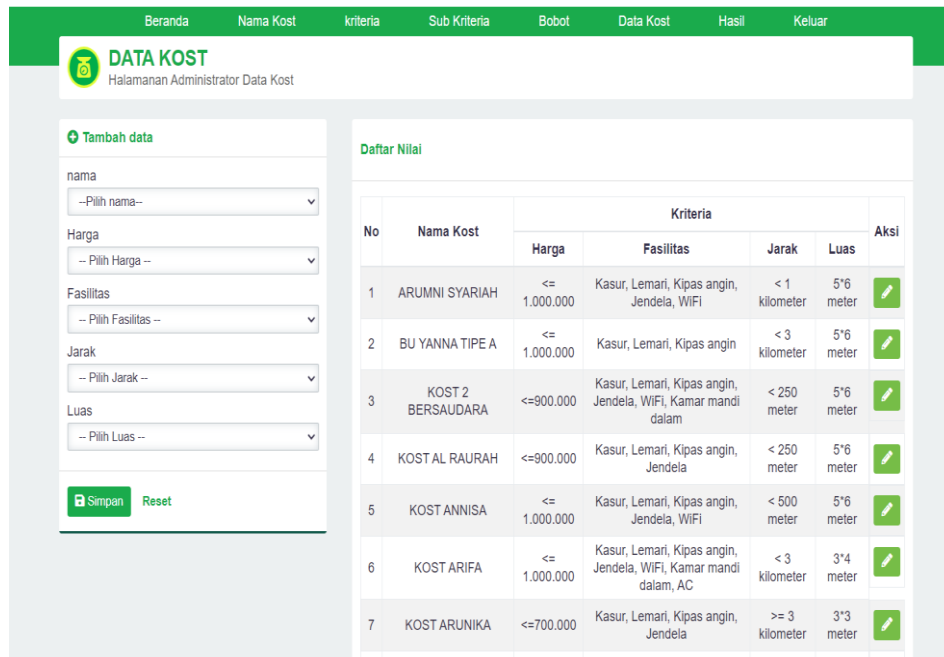 Beranda Nama Kost kriteria Sub Kriteria Bobot Data Kost Hasil Keluar
DATA KOST
Halamanan Administrator Data Kost
Tambah data
nama
--Pilih nama--
Harga
-- Pilih Harga --
Fasilitas
-- Pilih Fasilitas --
Jarak
-- Pilih Jarak --
Luas
-- Pilih Luas --
Simpan Reset
Daftar Nilai
No Nama Kost Kriteria Aksi
Harga Fasilitas Jarak Luas
1 ARUMNI SYARIAH <= 1.000.000 Kasur, Lemari, Kipas angin, Jendela, WiFi < 1 kilometer 5*6 meter
2 BU YANNA TIPE A <= 1.000.000 Kasur, Lemari, Kipas angin < 3 kilometer 5*6 meter
3 KOST 2 BERSAUDARA <=900.000 Kasur, Lemari, Kipas angin, Jendela, WiFi, Kamar mandi dalam < 250 meter 5*6 meter
4 KOST AL RAURAH <=900.000 Kasur, Lemari, Kipas angin, Jendela < 250 meter 5*6 meter
5 KOST ANNISA <= 1.000.000 Kasur, Lemari, Kipas angin, Jendela, WiFi < 500 meter 5*6 meter
6 KOST ARIFA <= 1.000.000 Kasur, Lemari, Kipas angin, Jendela, WiFi, Kamar mandi dalam, AC < 3 kilometer 3*4 meter
7 KOST ARUNIKA <=700.000 Kasur, Lemari, Kipas angin, Jendela >= 3 kilometer 3*3 meter